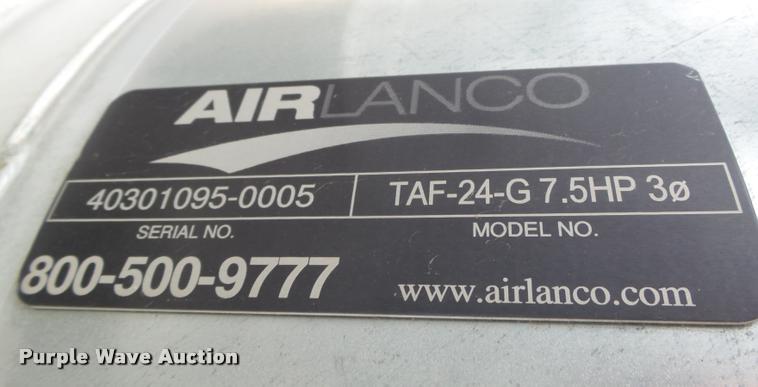 AIRLANCO
40301095-0005 TAF-24-G 7.5HP 3ø
SERIAL NO. MODEL NO.
800-500-9777 www.airlanco.com
Purple Wave Auction